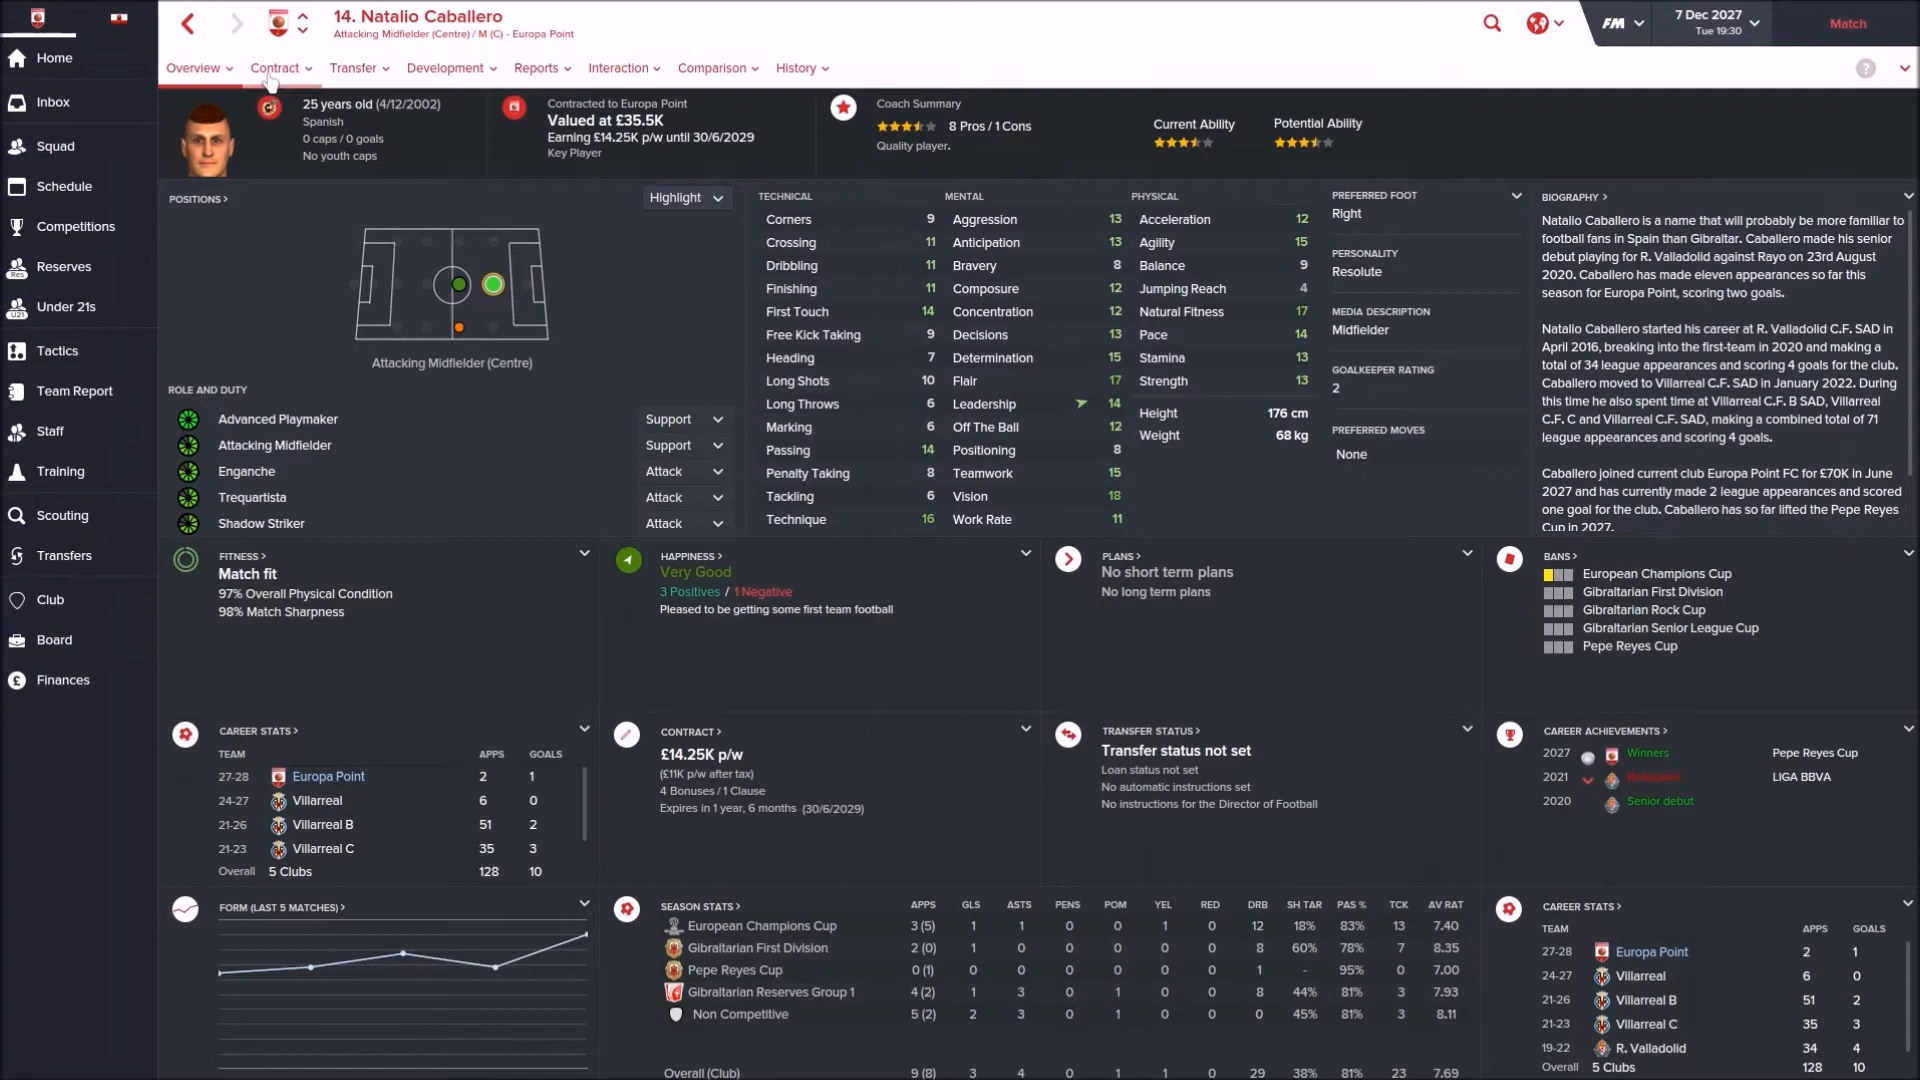 14. Natalio Caballero
Attacking Midfielder (Centre) / M (C) - Europa Point
FM
7 Dec 2027
Tue 19:30
Match
Home
Inbox
Squad
Schedule
Competitions
Reserves
Under 21s
Tactics
Team Report
Staff
Training
Scouting
Transfers
Club
Board
Finances
Overview
Contract
Transfer
Development
Reports
Interaction
Comparison
History
?
25 years old (4/12/2002)
Spanish
0 caps / 0 goals
No youth caps
Contracted to Europa Point
Valued at £35.5K
Earning £14.25K p/w until 30/6/2029
Key Player
Coach Summary
8 Pros / 1 Cons
Quality player.
Current Ability
Potential Ability
POSITIONS >
Highlight
Attacking Midfielder (Centre)
ROLE AND DUTY
Advanced Playmaker Support
Attacking Midfielder Support
Enganche Attack
Trequartista Attack
Shadow Striker Attack
TECHNICAL
Corners 9
Crossing 11
Dribbling 11
Finishing 11
First Touch 14
Free Kick Taking 9
Heading 7
Long Shots 10
Long Throws 6
Marking 6
Passing 14
Penalty Taking 8
Tackling 6
Technique 16
MENTAL
Aggression 13
Anticipation 13
Bravery 8
Composure 12
Concentration 12
Decisions 13
Determination 15
Flair 17
Leadership 14
Off The Ball 12
Positioning 8
Teamwork 15
Vision 18
Work Rate 11
PHYSICAL
Acceleration 12
Agility 15
Balance 9
Jumping Reach 4
Natural Fitness 17
Pace 14
Stamina 13
Strength 13
Height 176 cm
Weight 68 kg
PREFERRED FOOT
Right
PERSONALITY
Resolute
MEDIA DESCRIPTION
Midfielder
GOALKEEPER RATING
2
PREFERRED MOVES
None
BIOGRAPHY >
Natalio Caballero is a name that will probably be more familiar to
football fans in Spain than Gibraltar. Caballero made his senior
debut playing for R. Valladolid against Rayo on 23rd August
2020. Caballero has made eleven appearances so far this
season for Europa Point, scoring two goals.
Natalio Caballero started his career at R. Valladolid C.F. SAD in
April 2016, breaking into the first-team in 2020 and making a
total of 34 league appearances and scoring 4 goals for the club.
Caballero moved to Villarreal C.F. SAD in January 2022. During
this time he also spent time at Villarreal C.F. B SAD, Villarreal
C.F. C and Villarreal C.F. SAD, making a combined total of 71
league appearances and scoring 4 goals.
Caballero joined current club Europa Point FC for £70K in June
2027 and has currently made 2 league appearances and scored
one goal for the club. Caballero has so far lifted the Pepe Reyes
Cup in 2027.
FITNESS >
Match fit
97% Overall Physical Condition
98% Match Sharpness
HAPPINESS >
Very Good
3 Positives / 1 Negative
Pleased to be getting some first team football
PLANS >
No short term plans
No long term plans
BANS >
European Champions Cup
Gibraltarian First Division
Gibraltarian Rock Cup
Gibraltarian Senior League Cup
Pepe Reyes Cup
CAREER STATS >
TEAM APPS GOALS
27-28 Europa Point 2 1
24-27 Villarreal 6 0
21-26 Villarreal B 51 2
21-23 Villarreal C 35 3
Overall 5 Clubs 128 10
CONTRACT >
£14.25K p/w
(£11K p/w after tax)
4 Bonuses / 1 Clause
Expires in 1 year, 6 months (30/6/2029)
TRANSFER STATUS >
Transfer status not set
Loan status not set
No automatic instructions set
No instructions for the Director of Football
CAREER ACHIEVEMENTS >
2027 Winners Pepe Reyes Cup
2021 LIGA BBVA
2020 Senior debut
FORM (LAST 5 MATCHES) >
SEASON STATS > APPS GLS ASTS PENS POM YEL RED DRB SH TAR PAS % TCK AV RAT
European Champions Cup 3 (5) 1 1 0 0 1 0 12 18% 83% 13 7.40
Gibraltarian First Division 2 (0) 1 0 0 0 0 0 8 60% 78% 7 8.35
Pepe Reyes Cup 0 (1) 0 0 0 0 0 0 1 - 95% 0 7.00
Gibraltarian Reserves Group 1 4 (2) 1 3 0 1 0 0 8 44% 81% 3 7.93
Non Competitive 5 (2) 2 3 0 1 0 0 0 45% 81% 3 8.11
Overall (Club) 9 (8) 3 4 0 1 1 0 29 38% 81% 23 7.69
CAREER STATS >
TEAM APPS GOALS
27-28 Europa Point 2 1
24-27 Villarreal 6 0
21-26 Villarreal B 51 2
21-23 Villarreal C 35 3
19-22 R. Valladolid 34 4
Overall 5 Clubs 128 10